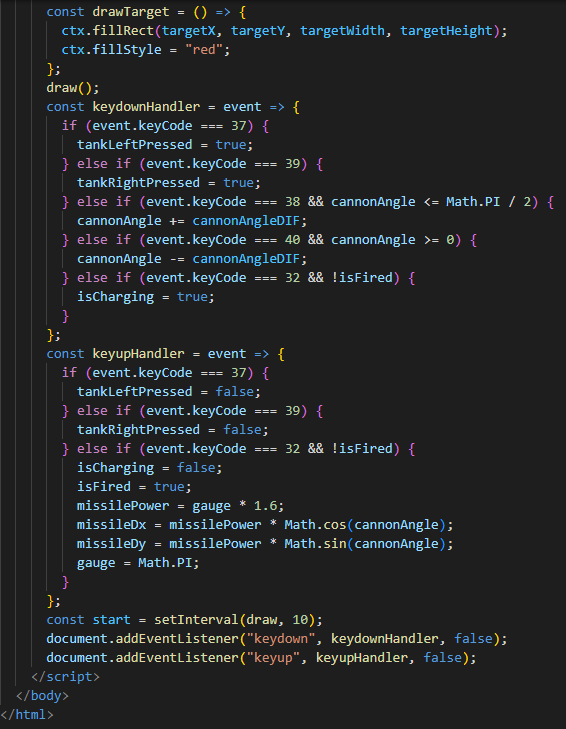 const drawTarget = () => {
ctx.fillRect(targetX, targetY, targetWidth, targetHeight);
ctx.fillStyle = "red";
};
draw();
const keydownHandler = event => {
if (event.keyCode === 37) {
tankLeftPressed = true;
} else if (event.keyCode === 39) {
tankRightPressed = true;
} else if (event.keyCode === 38 && cannonAngle <= Math.PI / 2) {
cannonAngle += cannonAngleDIF;
} else if (event.keyCode === 40 && cannonAngle >= 0) {
cannonAngle -= cannonAngleDIF;
} else if (event.keyCode === 32 && !isFired) {
isCharging = true;
}
};
const keyupHandler = event => {
if (event.keyCode === 37) {
tankLeftPressed = false;
} else if (event.keyCode === 39) {
tankRightPressed = false;
} else if (event.keyCode === 32 && !isFired) {
isCharging = false;
isFired = true;
missilePower = gauge * 1.6;
missileDx = missilePower * Math.cos(cannonAngle);
missileDy = missilePower * Math.sin(cannonAngle);
gauge = Math.PI;
}
};
const start = setInterval(draw, 10);
document.addEventListener("keydown", keydownHandler, false);
document.addEventListener("keyup", keyupHandler, false);
</script>
</body>
</html>